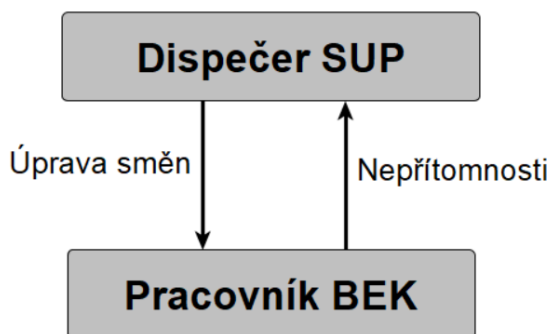 Dispečer SUP
Úprava směn
Nepřítomnosti
Pracovník BEK